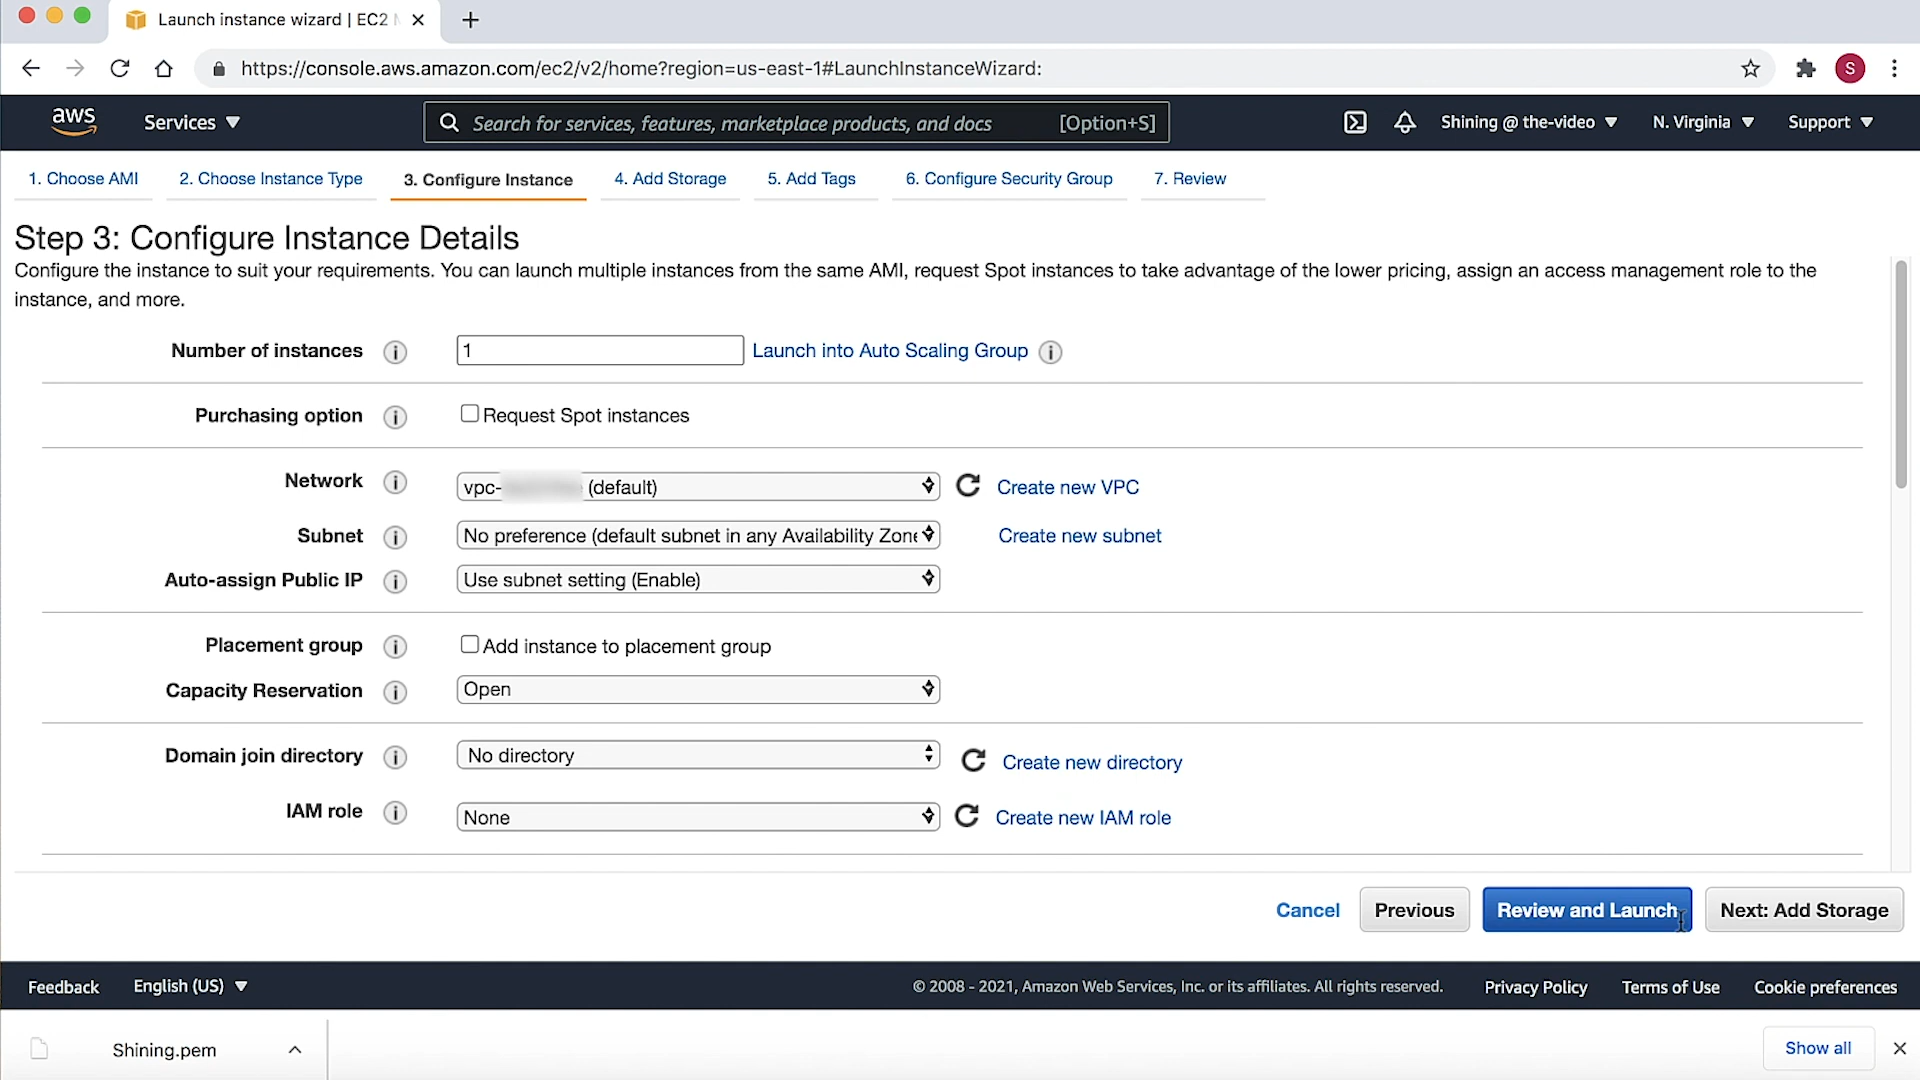 Launch instance wizard | EC2
https://console.aws.amazon.com/ec2/v2/home?region=us-east-1#LaunchInstanceWizard:
S
aws
Services
Search for services, features, marketplace products, and docs
[Option+S]
Shining @ the-video
N. Virginia
Support
1. Choose AMI
2. Choose Instance Type
3. Configure Instance
4. Add Storage
5. Add Tags
6. Configure Security Group
7. Review
Step 3: Configure Instance Details
Configure the instance to suit your requirements. You can launch multiple instances from the same AMI, request Spot instances to take advantage of the lower pricing, assign an access management role to the
instance, and more.
Number of instances
1
Launch into Auto Scaling Group
Purchasing option
Request Spot instances
Network
vpc- (default)
Create new VPC
Subnet
No preference (default subnet in any Availability Zone
Create new subnet
Auto-assign Public IP
Use subnet setting (Enable)
Placement group
Add instance to placement group
Capacity Reservation
Open
Domain join directory
No directory
Create new directory
IAM role
None
Create new IAM role
Cancel
Previous
Review and Launch
Next: Add Storage
Feedback
English (US)
© 2008 - 2021, Amazon Web Services, Inc. or its affiliates. All rights reserved.
Privacy Policy
Terms of Use
Cookie preferences
Shining.pem
Show all